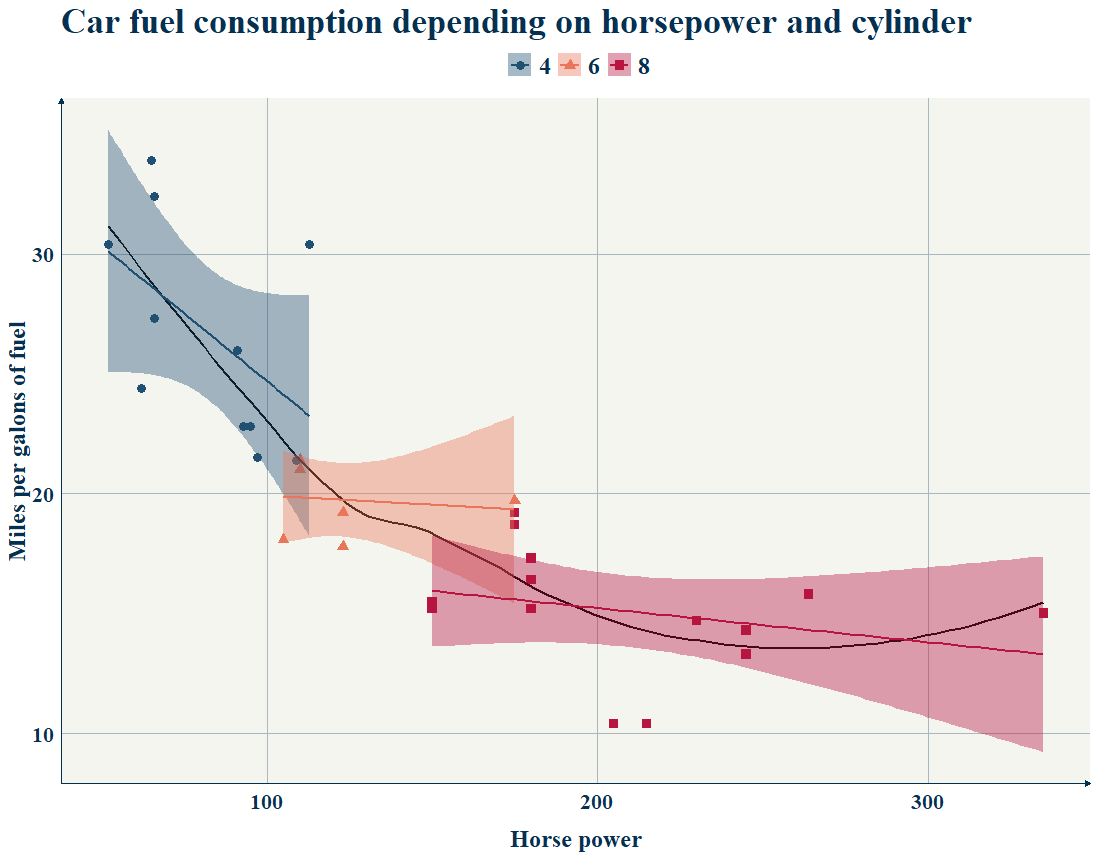 Car fuel consumption depending on horsepower and cylinder
4 6 8
Miles per galons of fuel
30
20
10
100 200 300
Horse power